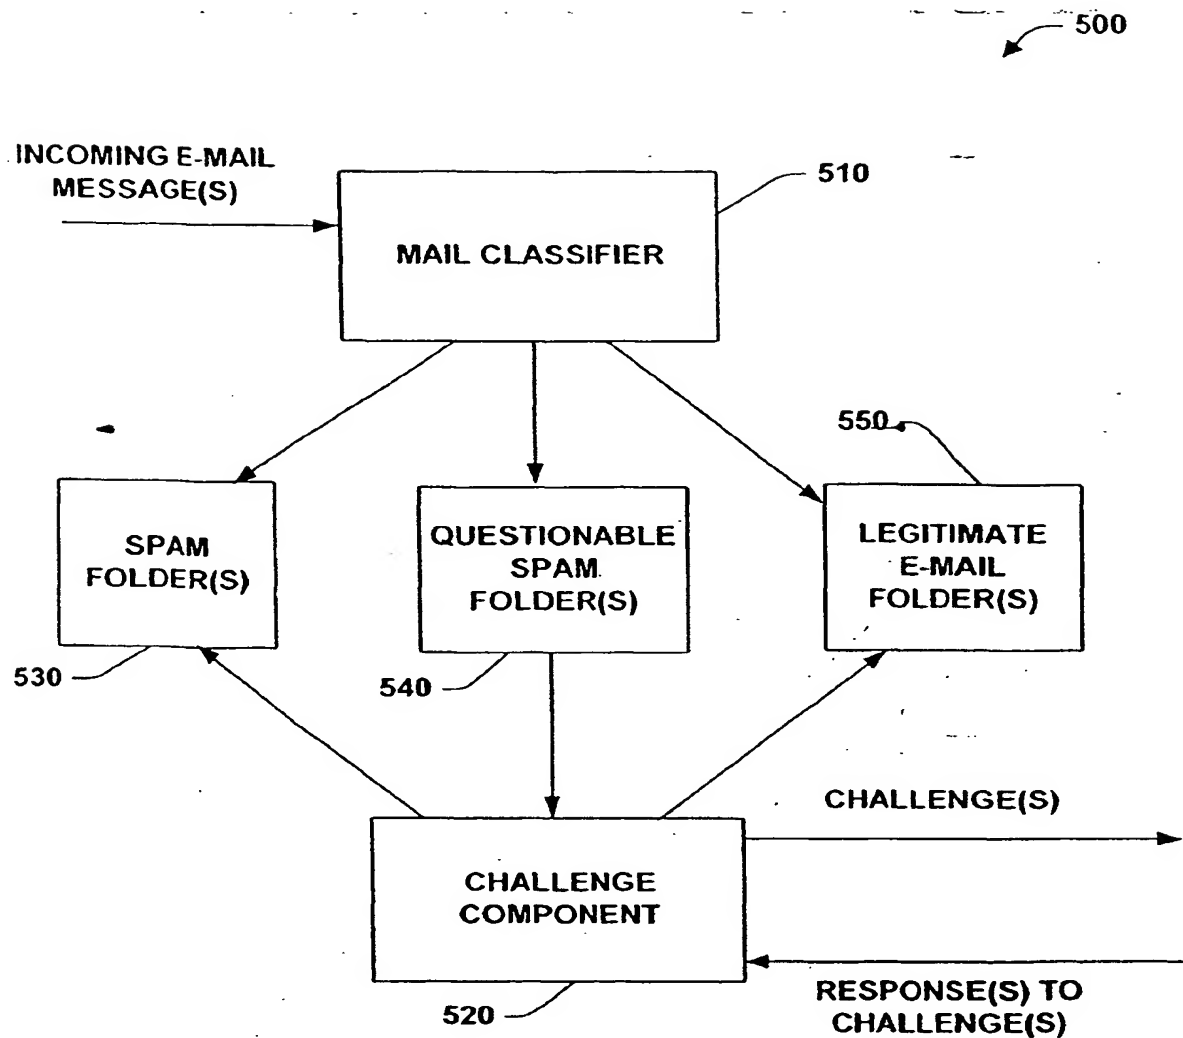 500
INCOMING E-MAIL
MESSAGE(S)
510
MAIL CLASSIFIER
550
SPAM
FOLDER(S)
QUESTIONABLE
SPAM
FOLDER(S)
LEGITIMATE
E-MAIL
FOLDER(S)
530
540
CHALLENGE(S)
CHALLENGE
COMPONENT
520
RESPONSE(S) TO
CHALLENGE(S)